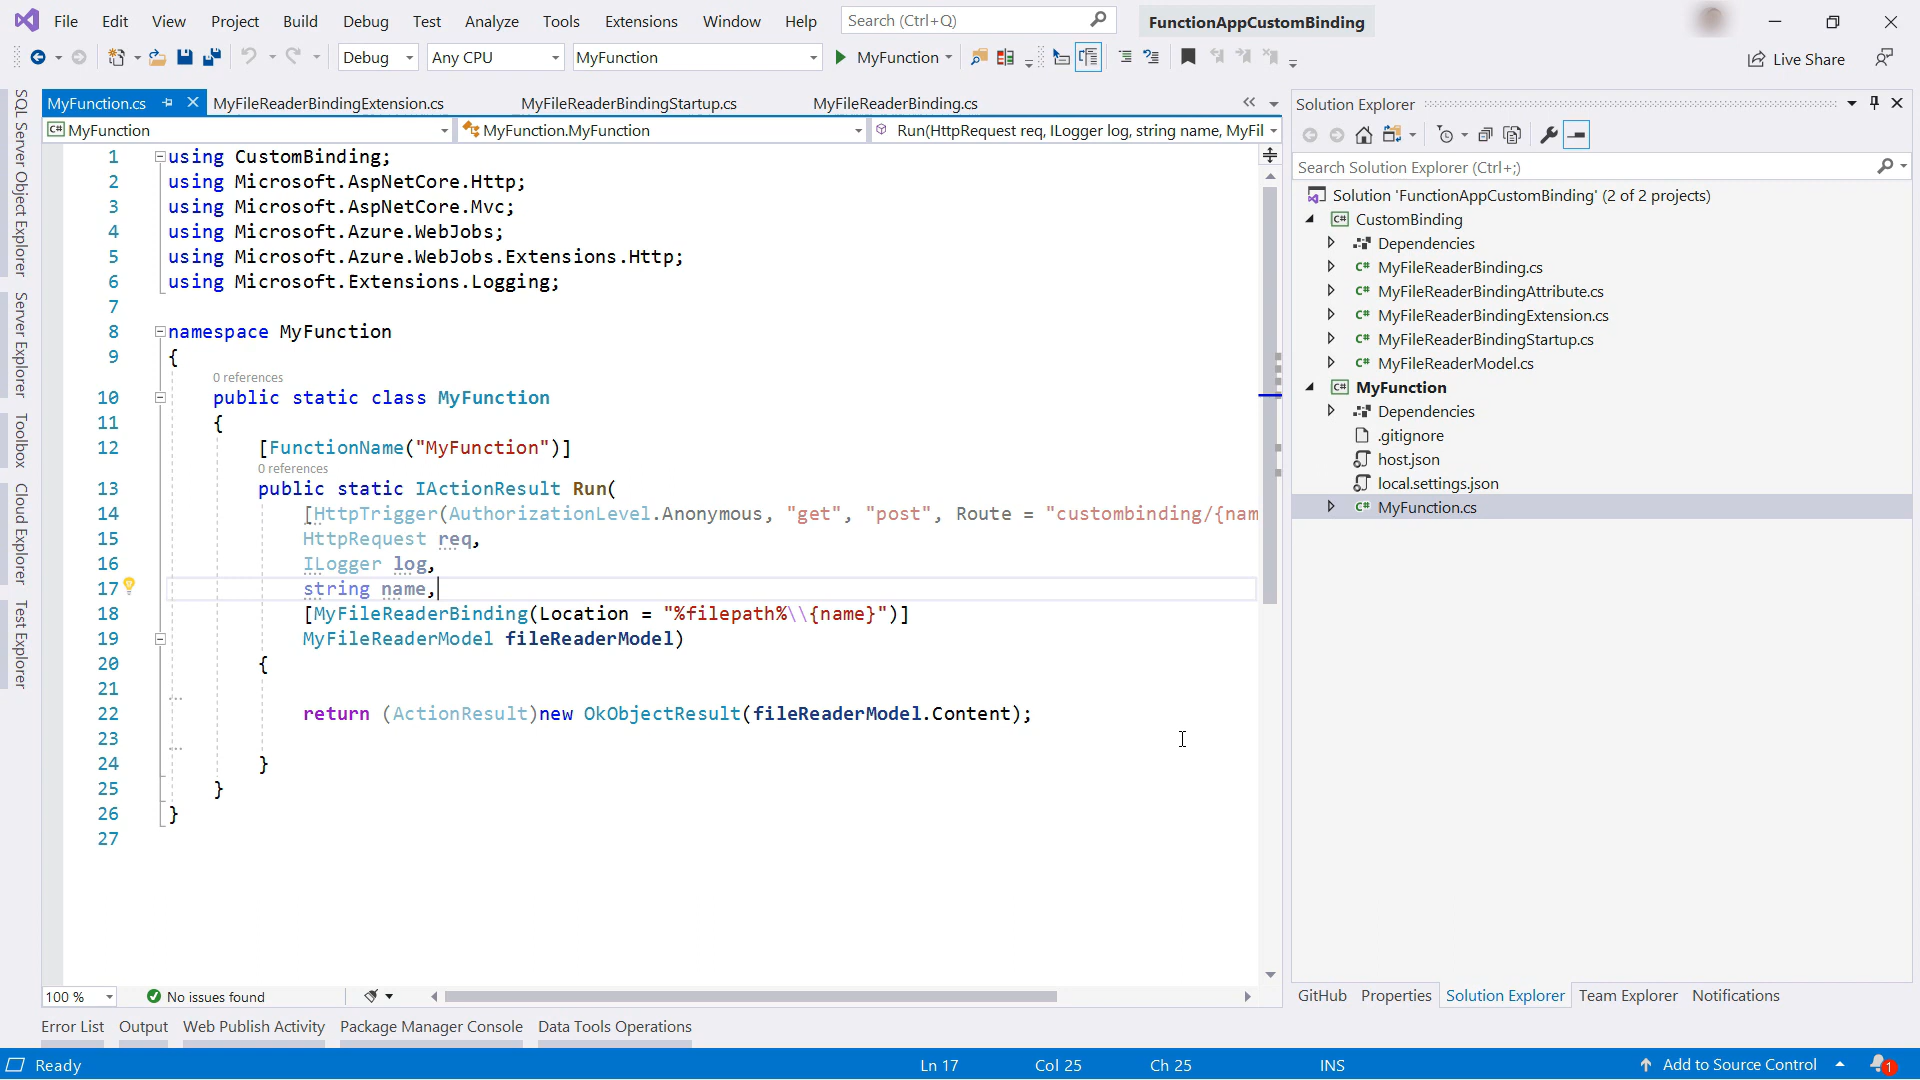 File Edit View Project Build Debug Test Analyze Tools Extensions Window Help Search (Ctrl+Q) FunctionAppCustomBinding
Debug Any CPU MyFunction MyFunction Live Share
MyFunction.cs MyFileReaderBindingExtension.cs MyFileReaderBindingStartup.cs MyFileReaderBinding.cs
C# MyFunction MyFunction.MyFunction Run(HttpRequest req, ILogger log, string name, MyFil
SQL Server Object Explorer
Server Explorer
Toolbox
Cloud Explorer
Test Explorer
1 using CustomBinding;
2 using Microsoft.AspNetCore.Http;
3 using Microsoft.AspNetCore.Mvc;
4 using Microsoft.Azure.WebJobs;
5 using Microsoft.Azure.WebJobs.Extensions.Http;
6 using Microsoft.Extensions.Logging;
7
8 namespace MyFunction
9 {
0 references
10 public static class MyFunction
11 {
12 [FunctionName("MyFunction")]
0 references
13 public static IActionResult Run(
14 [HttpTrigger(AuthorizationLevel.Anonymous, "get", "post", Route = "custombinding/{nam
15 HttpRequest req,
16 ILogger log,
17 string name,
18 [MyFileReaderBinding(Location = "%filepath%\\{name}")]
19 MyFileReaderModel fileReaderModel)
20 {
21
22 return (ActionResult)new OkObjectResult(fileReaderModel.Content);
23
24 }
25 }
26 }
27
100 % No issues found
Error List Output Web Publish Activity Package Manager Console Data Tools Operations
Solution Explorer
Search Solution Explorer (Ctrl+;)
Solution 'FunctionAppCustomBinding' (2 of 2 projects)
C# CustomBinding
Dependencies
C# MyFileReaderBinding.cs
C# MyFileReaderBindingAttribute.cs
C# MyFileReaderBindingExtension.cs
C# MyFileReaderBindingStartup.cs
C# MyFileReaderModel.cs
C# MyFunction
Dependencies
.gitignore
host.json
local.settings.json
C# MyFunction.cs
GitHub Properties Solution Explorer Team Explorer Notifications
Ready Ln 17 Col 25 Ch 25 INS Add to Source Control 1